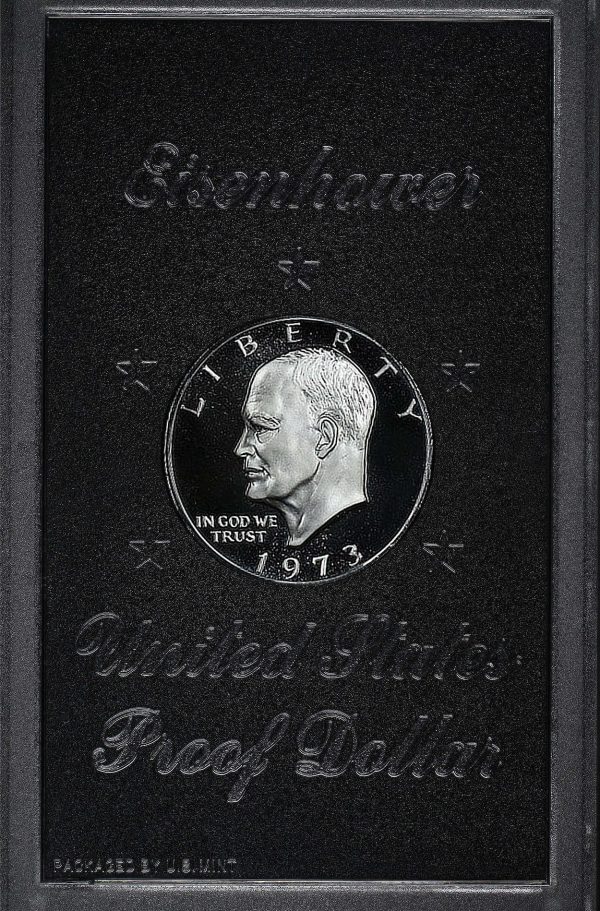 Eisenhower
LIBERTY
IN GOD WE
TRUST
1973
United States
Proof Dollar
PACKAGED BY U.S. MINT